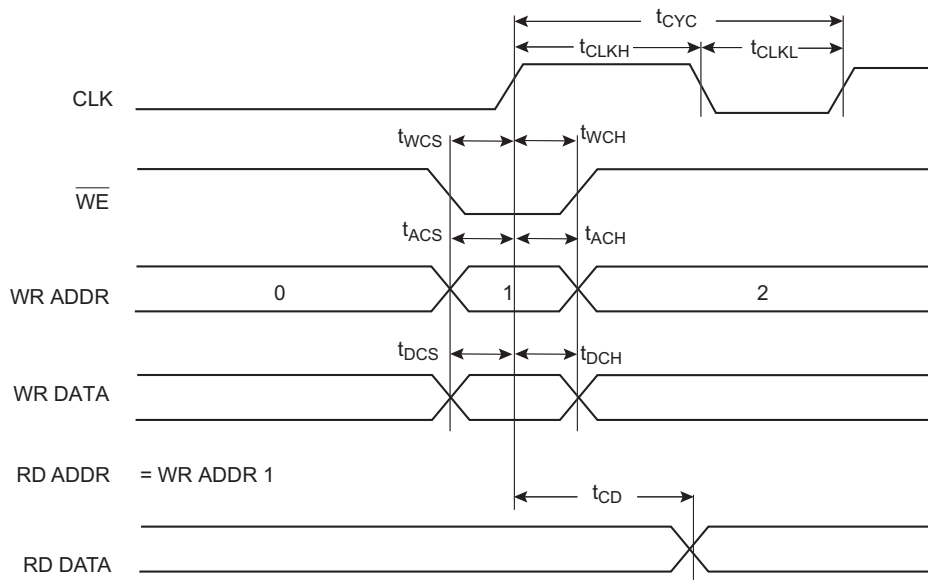 tCYC
tCLKH tCLKL
CLK
tWCS tWCH
WE
tACS tACH
WR ADDR 0 1 2
tDCS tDCH
WR DATA
RD ADDR = WR ADDR 1
tCD
RD DATA